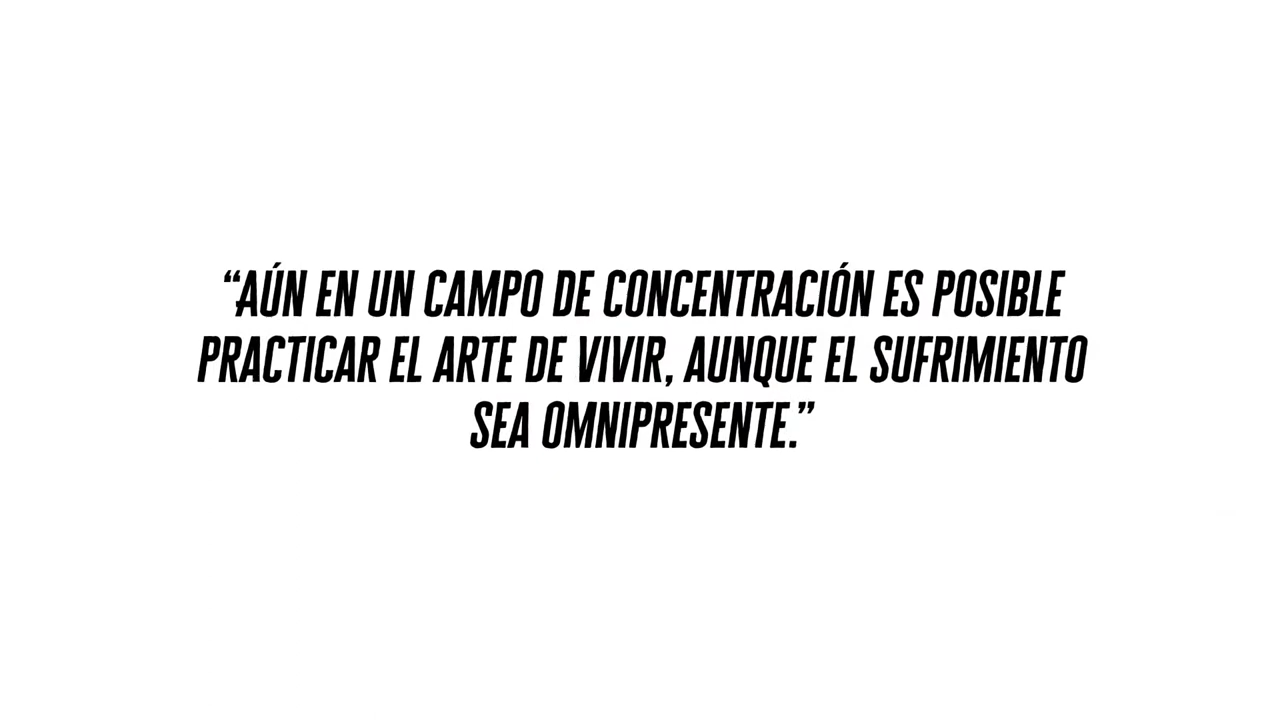 “AÚN EN UN CAMPO DE CONCENTRACIÓN ES POSIBLE
PRACTICAR EL ARTE DE VIVIR, AUNQUE EL SUFRIMIENTO
SEA OMNIPRESENTE.”